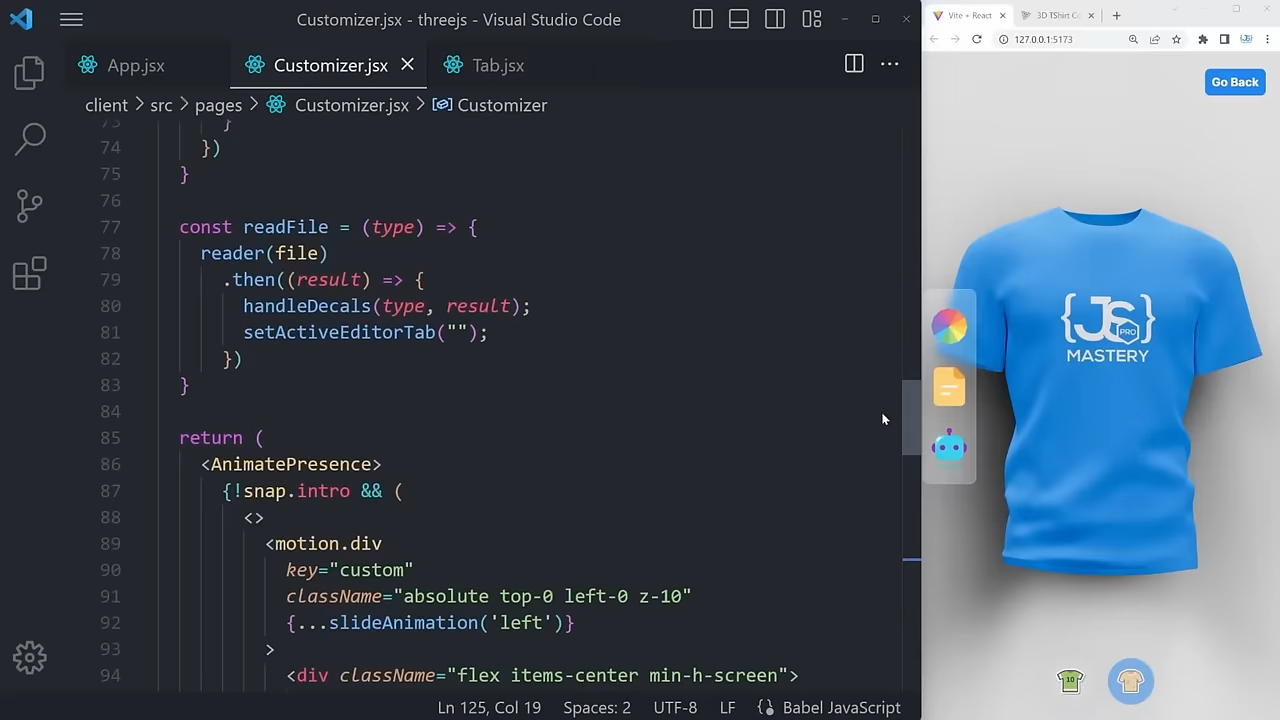 Customizer.jsx - threejs - Visual Studio Code
App.jsx
Customizer.jsx
Tab.jsx
client > src > pages > Customizer.jsx > Customizer
73 }
74 })
75 }
76
77 const readFile = (type) => {
78 reader(file)
79 .then((result) => {
80 handleDecals(type, result);
81 setActiveEditorTab("");
82 })
83 }
84
85 return (
86 <AnimatePresence>
87 {!snap.intro && (
88 <>
89 <motion.div
90 key="custom"
91 className="absolute top-0 left-0 z-10"
92 {...slideAnimation('left')}
93 >
94 <div className="flex items-center min-h-screen">
Ln 125, Col 19
Spaces: 2
UTF-8
LF
Babel JavaScript
Vite + React
3D TShirt
127.0.0.1:5173
Go Back
{JS}
PRO
MASTERY
10